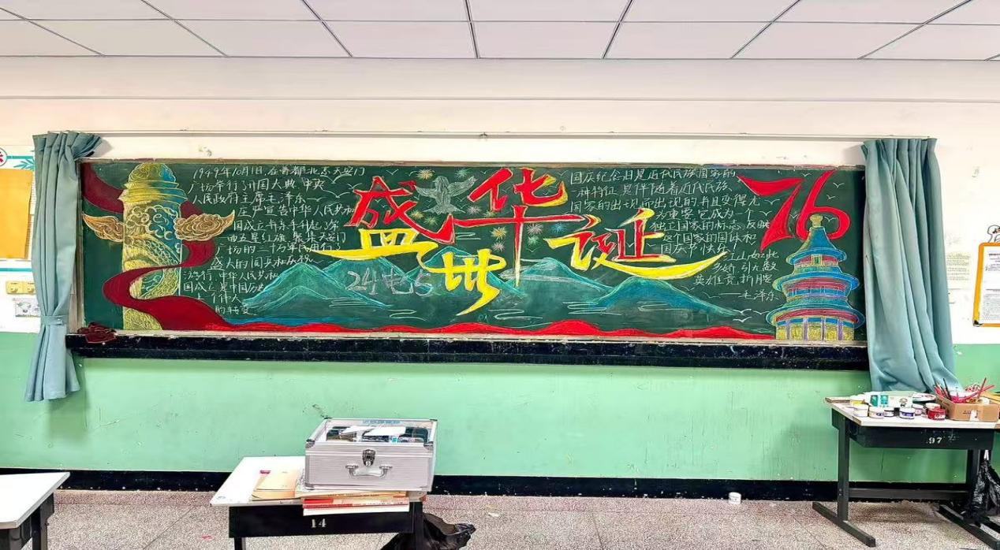 1949年10月1日,在首都北京天安门
广场举行了开国大典,中央
人民政府主席毛泽东
庄严宣告中华人民共和
国成立并亲手升起了第
一面五星红旗,聚集天安门
广场的三十万军民进行了
盛大的阅兵和庆祝
游行,中华人民共和
国成立是中国历史
上一个伟大
的转变
盛世
华诞
24电5
国庆纪念日是近代民族国家的
一种特征,是伴随着近代民族
国家的出现而出现的并且变得尤
为重要,它成为一个
独立国家的标志,反映
这个国家的国体和
国庆节快乐!
76
江山如此
多娇,引无数
英雄竞折腰
——毛泽东
14
97